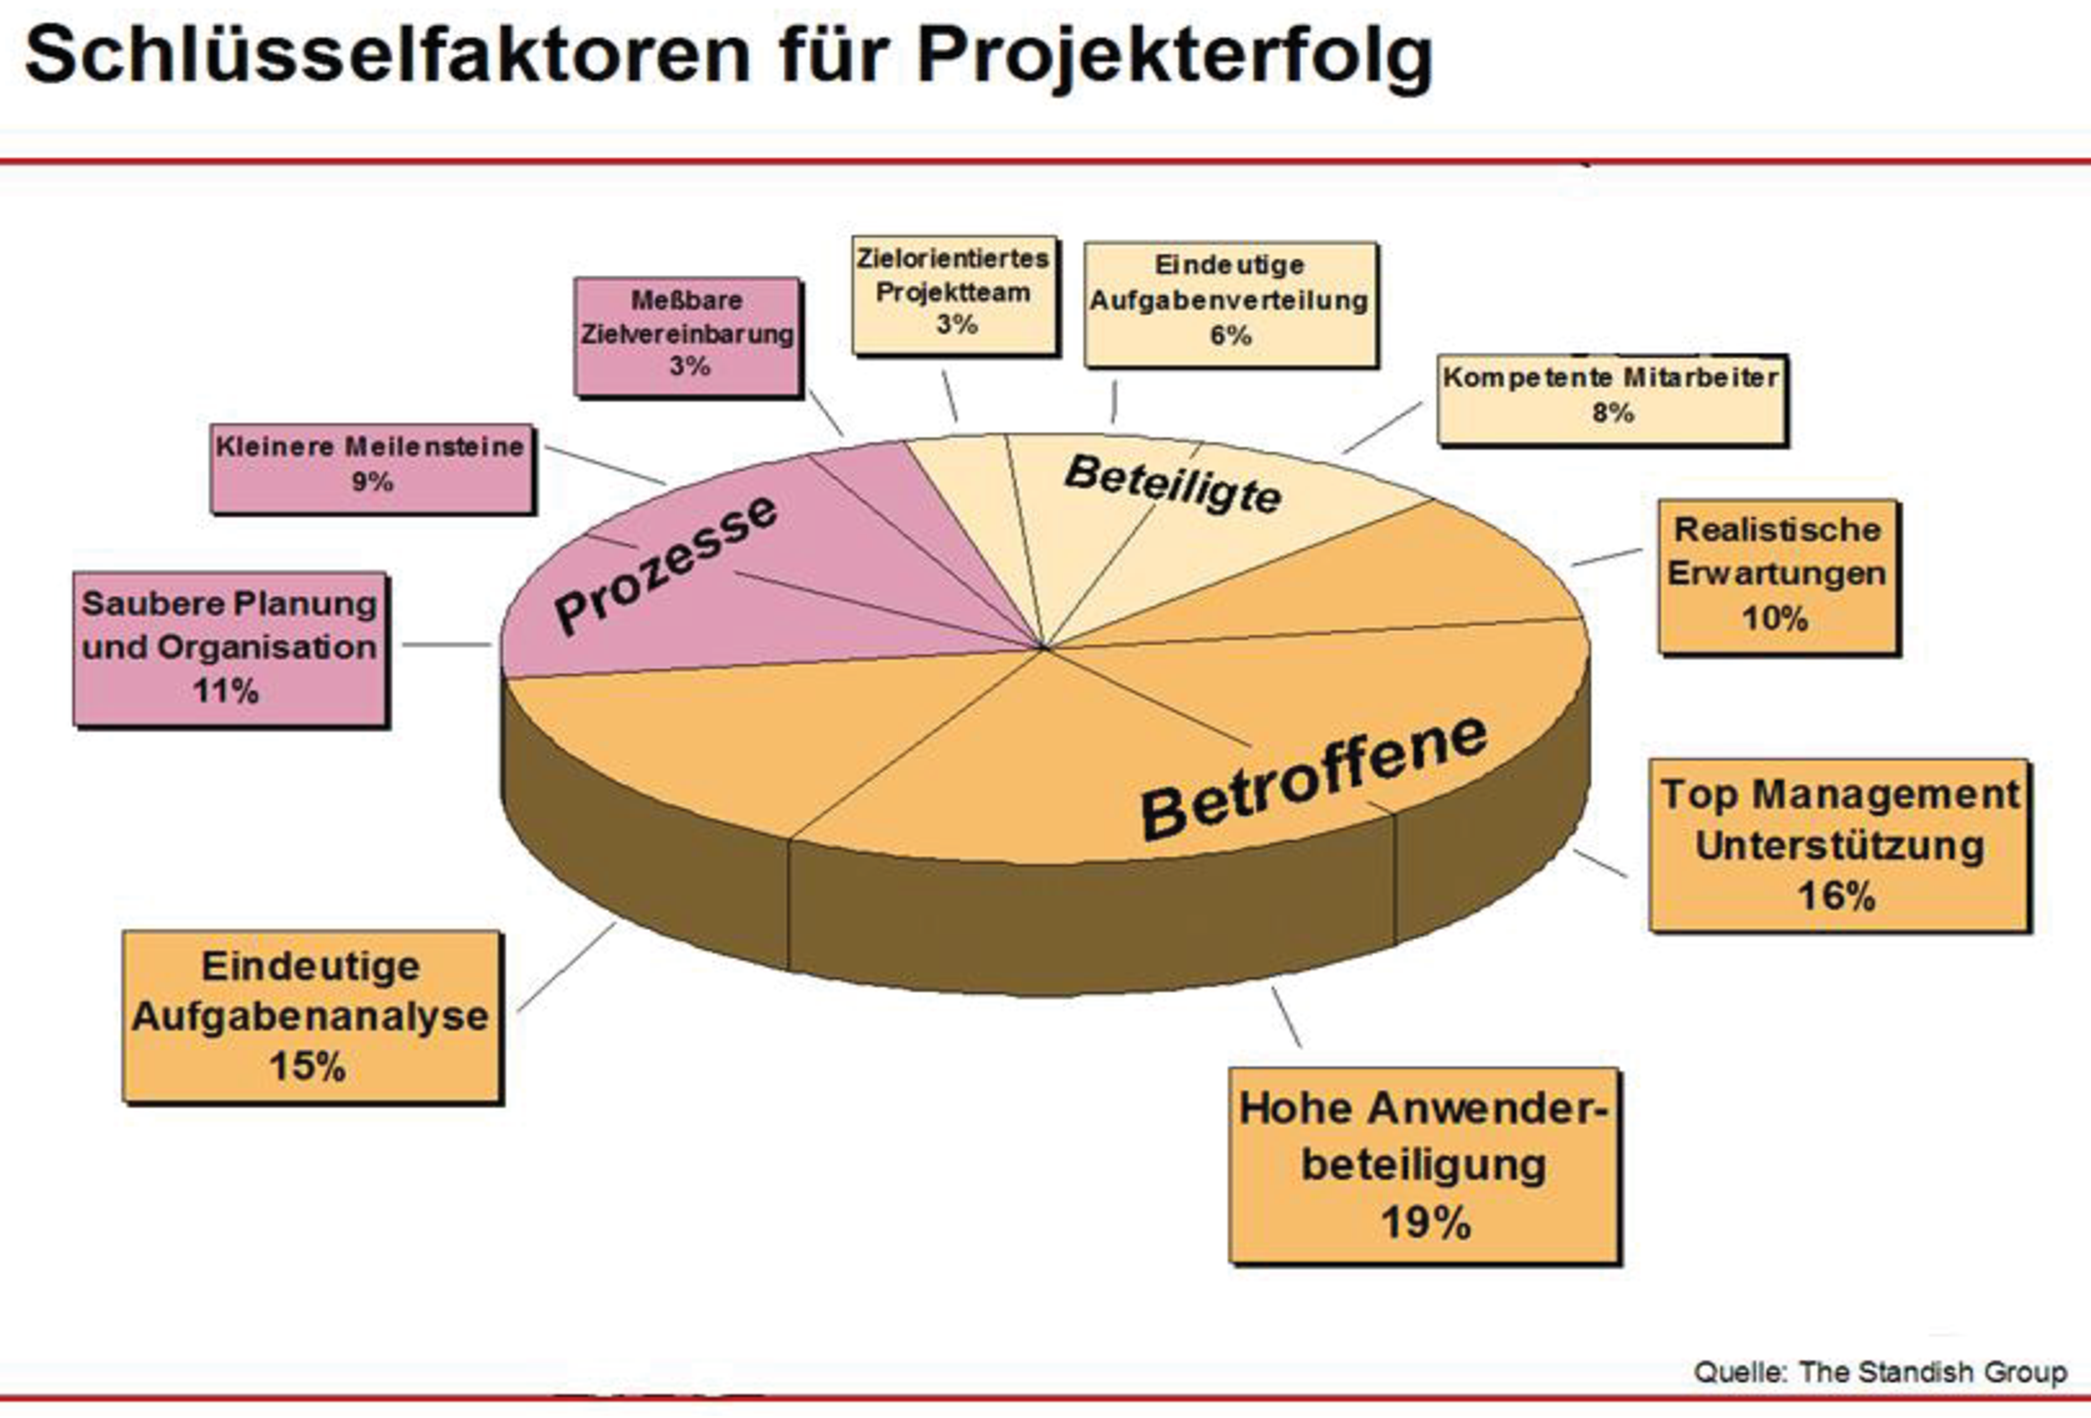 Schlüsselfaktoren für Projekterfolg
Zielorientiertes
Projektteam
3%
Eindeutige
Aufgabenverteilung
6%
Meßbare
Zielvereinbarung
3%
Kompetente Mitarbeiter
8%
Kleinere Meilensteine
9%
Beteiligte
Prozesse
Realistische
Erwartungen
10%
Saubere Planung
und Organisation
11%
Betroffene
Top Management
Unterstützung
16%
Eindeutige
Aufgabenanalyse
15%
Hohe Anwender-
beteiligung
19%
Quelle: The Standish Group